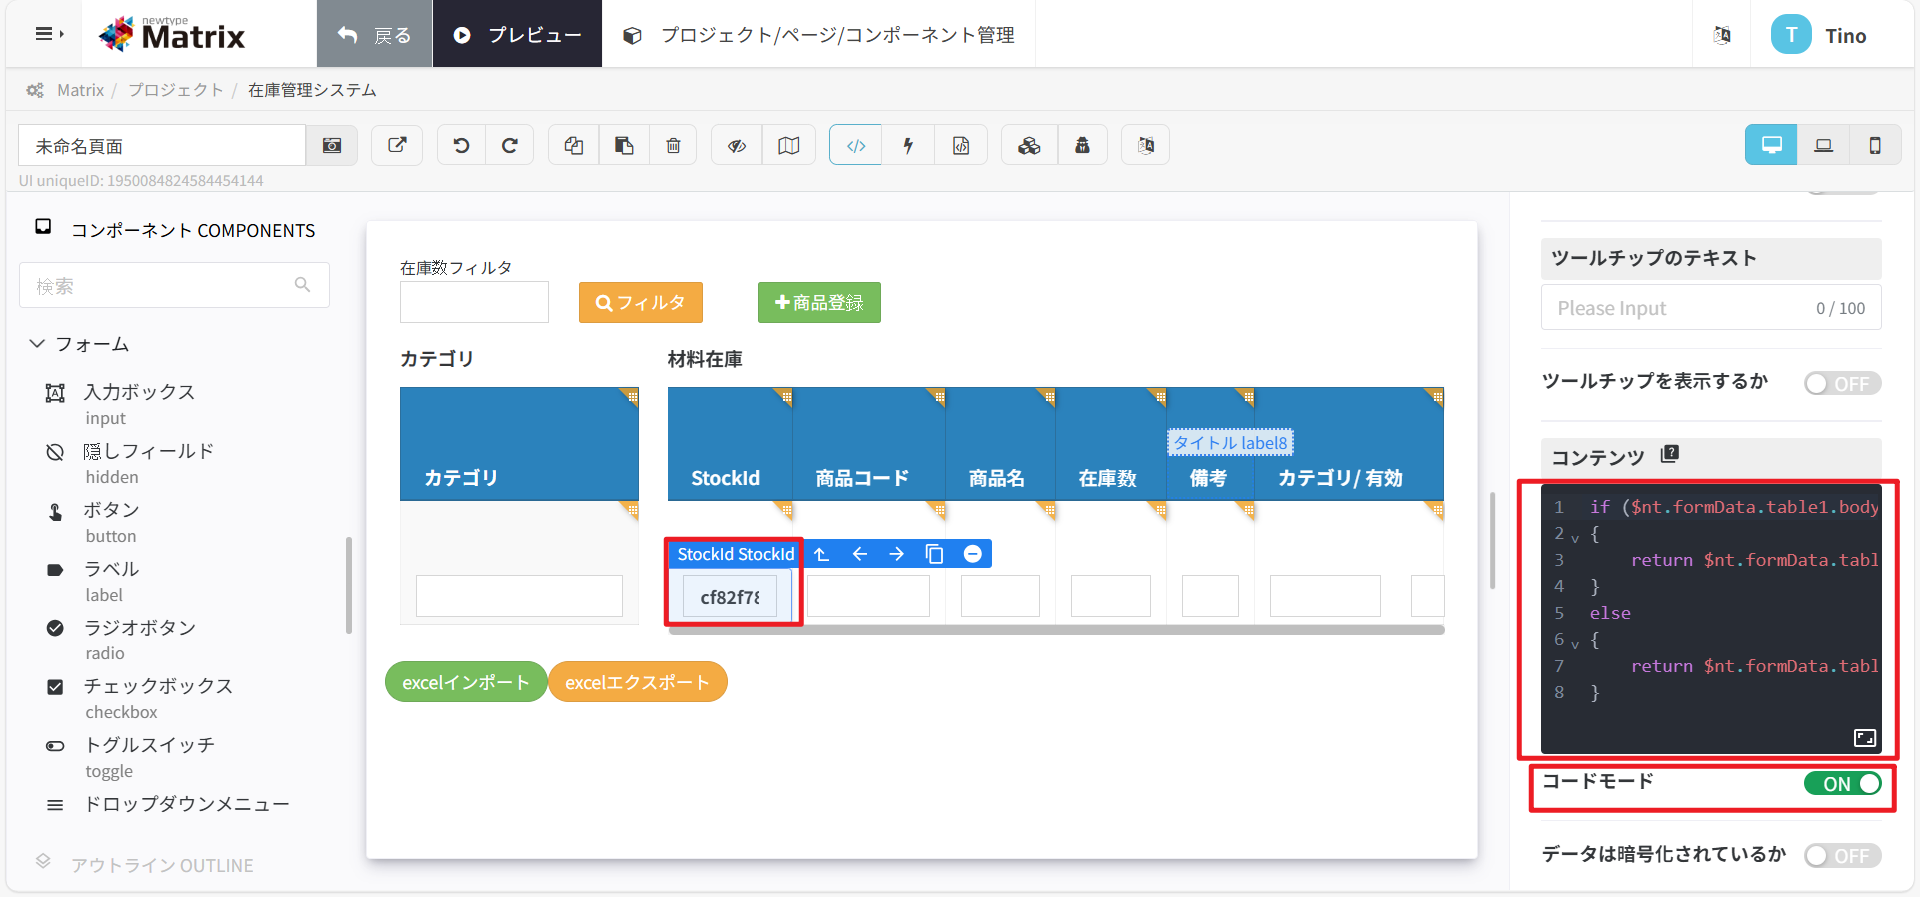 newtype
Matrix
戻る
プレビュー
プロジェクト/ページ/コンポーネント管理
T
Tino
Matrix / プロジェクト / 在庫管理システム
未命名頁面
UI uniqueID: 1950084824584454144
コンポーネント COMPONENTS
検索
フォーム
入力ボックス
input
隠しフィールド
hidden
ボタン
button
ラベル
label
ラジオボタン
radio
チェックボックス
checkbox
トグルスイッチ
toggle
ドロップダウンメニュー
アウトライン OUTLINE
在庫数フィルタ
フィルタ
商品登録
カテゴリ
材料在庫
タイトル label8
カテゴリ
StockId
商品コード
商品名
在庫数
備考
カテゴリ/ 有効
StockId StockId
cf82f78
excelインポート
excelエクスポート
ツールチップのテキスト
Please Input
0 / 100
ツールチップを表示するか
OFF
コンテンツ
1 if ($nt.formData.table1.body
2 {
3 return $nt.formData.tabl
4 }
5 else
6 {
7 return $nt.formData.tabl
8 }
コードモード
ON
データは暗号化されているか
OFF